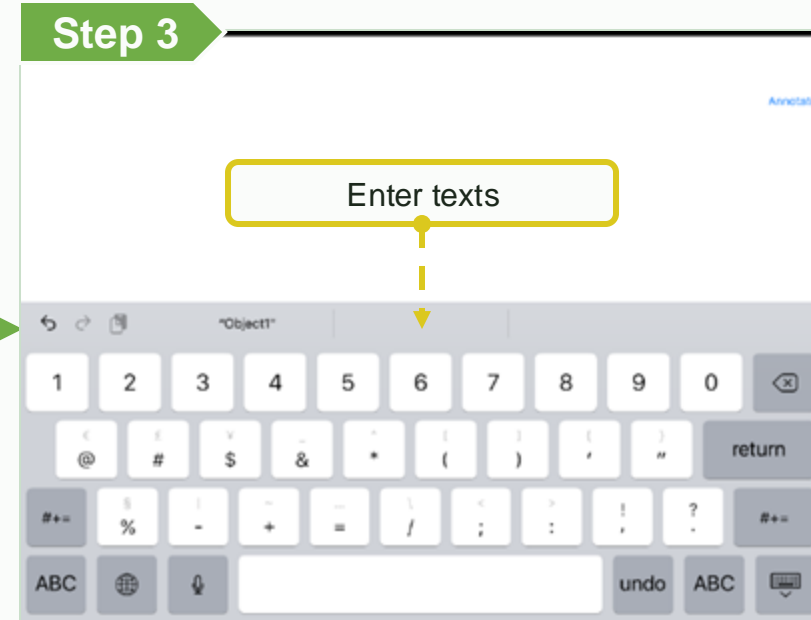 Step 3
Annotat
Enter texts
"Object1"
1 2 3 4 5 6 7 8 9 0
@ # $ & * ( ) ' "
return
#+= % - + = / ; : ! , ? . #+=
ABC undo ABC